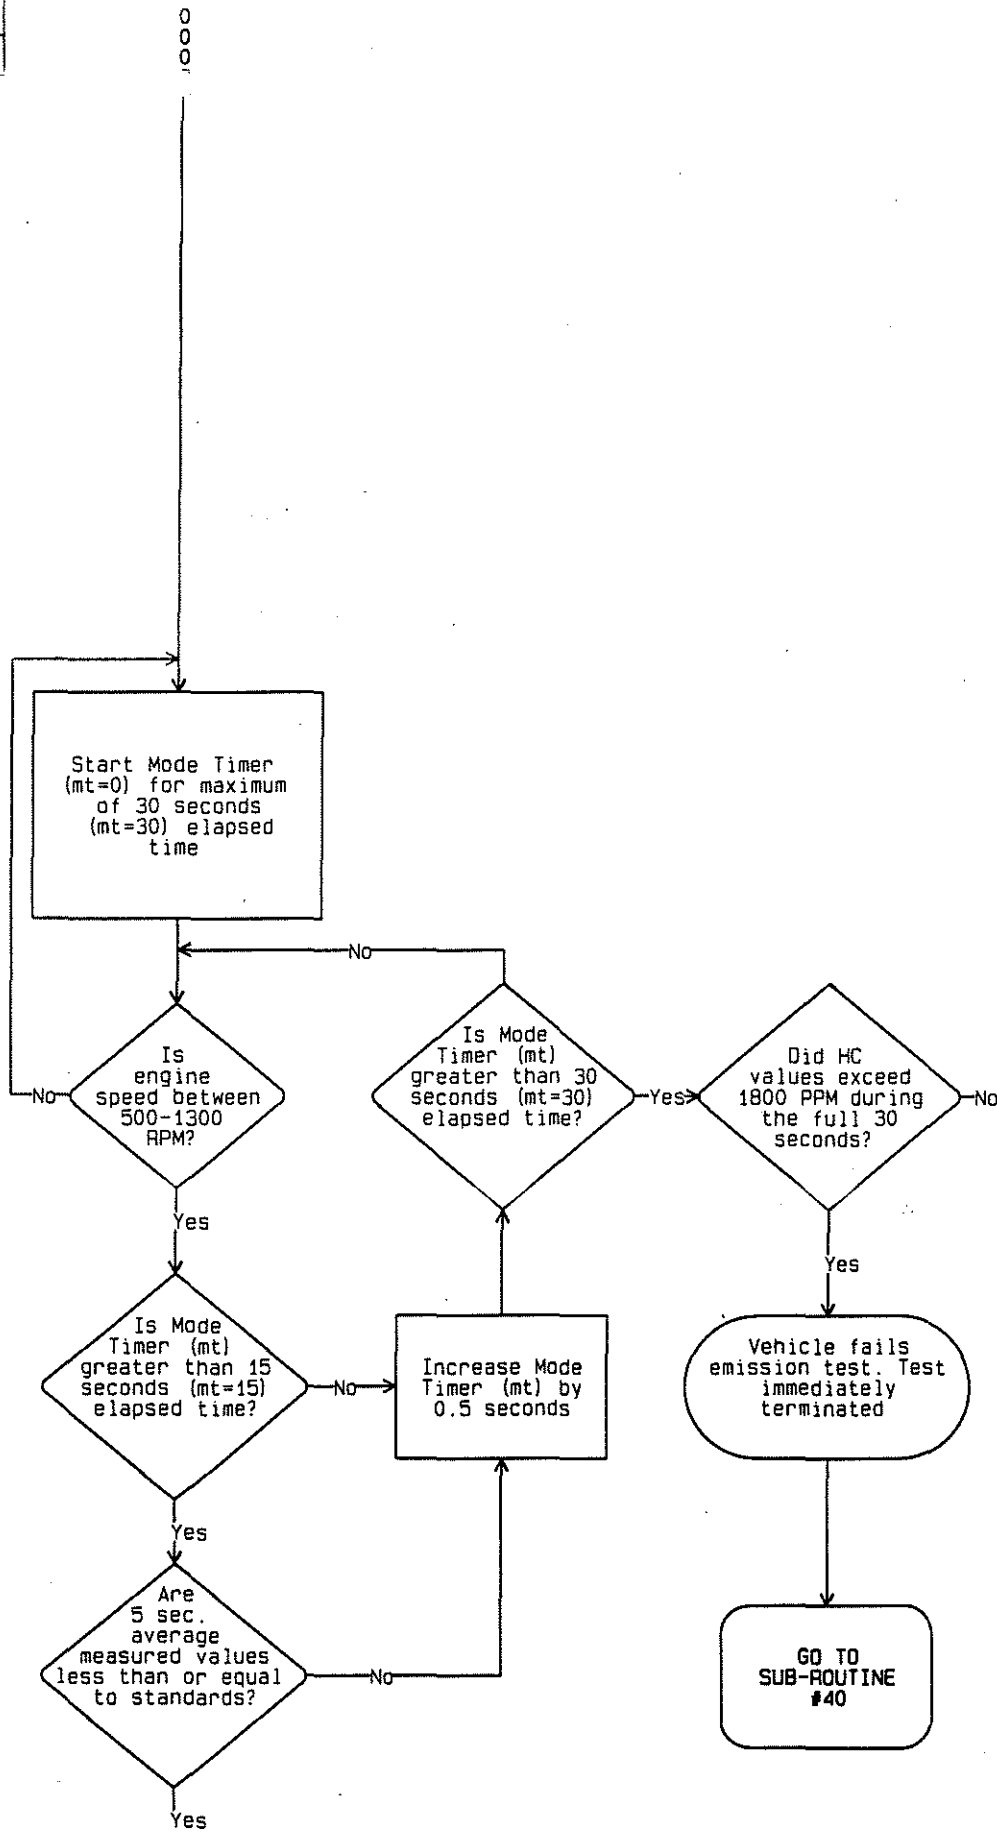 0
0
0
Start Mode Timer
(mt=0) for maximum
of 30 seconds
(mt=30) elapsed
time
No
Is
engine
speed between
500-1300
RPM?
No
Is Mode
Timer (mt)
greater than 30
seconds (mt=30)
elapsed time?
Yes
Did HC
values exceed
1800 PPM during
the full 30
seconds?
No
Yes
Yes
Is Mode
Timer (mt)
greater than 15
seconds (mt=15)
elapsed time?
No
Increase Mode
Timer (mt) by
0.5 seconds
Vehicle fails
emission test. Test
immediately
terminated
Yes
Are
5 sec.
average
measured values
less than or equal
to standards?
No
GO TO
SUB-ROUTINE
#40
Yes